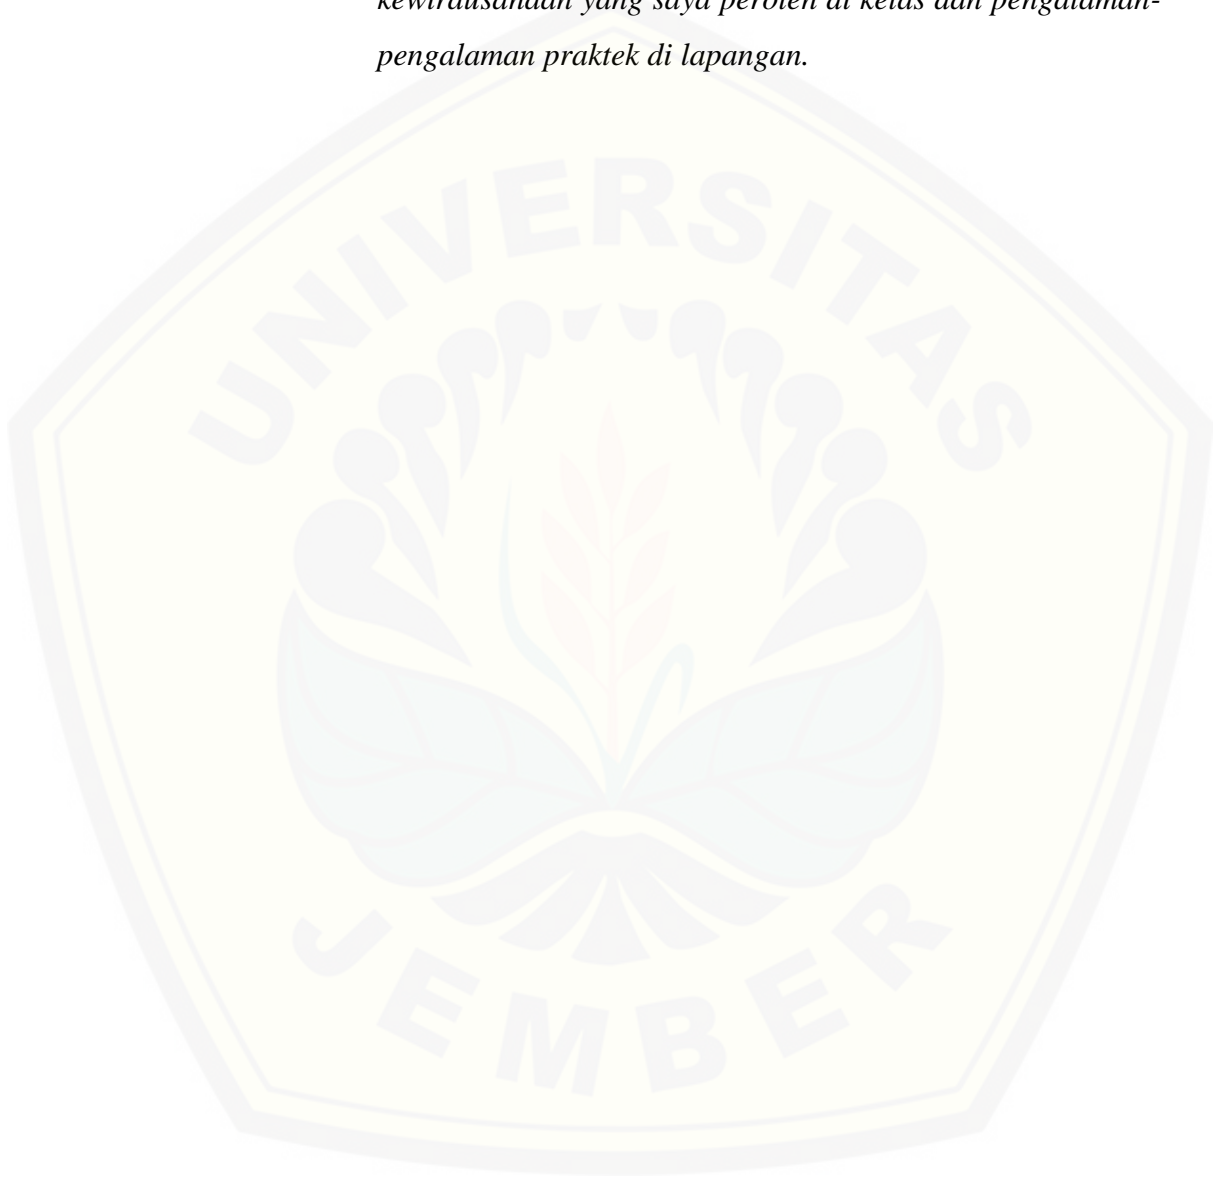 kewirausahaan yang saya peroleh di kelas dan pengalaman-
pengalaman praktek di lapangan.
UNIVERSITAS
JEMBER